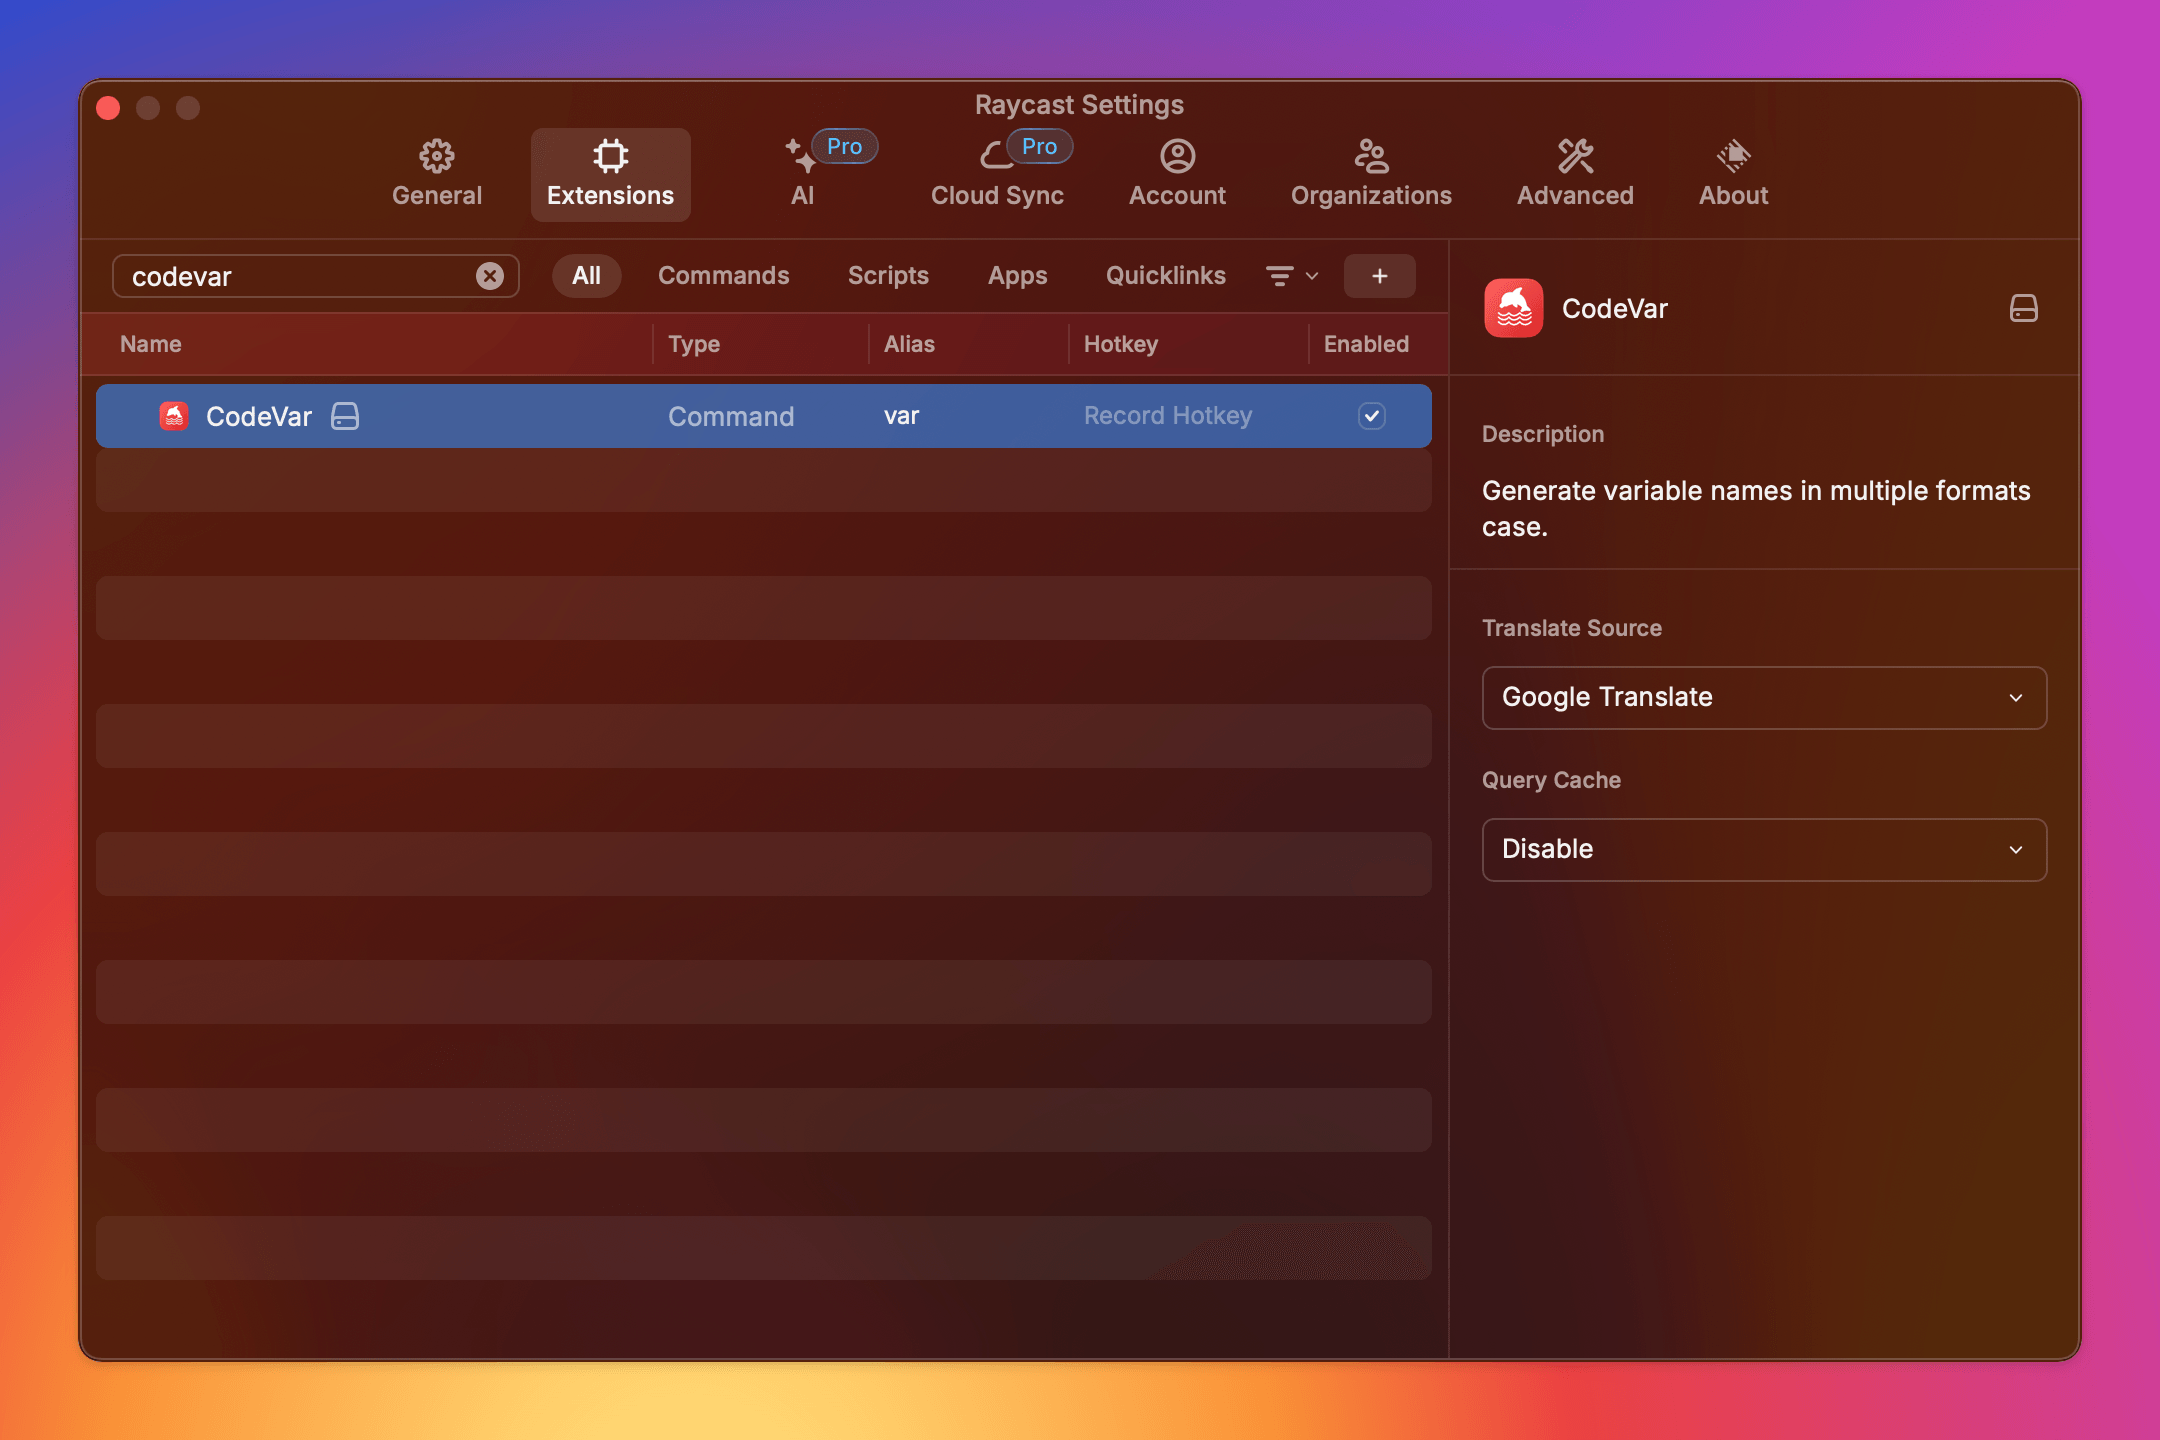 Raycast Settings
General
Extensions
Pro
AI
Pro
Cloud Sync
Account
Organizations
Advanced
About
codevar
All
Commands
Scripts
Apps
Quicklinks
+
Name
Type
Alias
Hotkey
Enabled
CodeVar
Command
var
Record Hotkey
CodeVar
Description
Generate variable names in multiple formats
case.
Translate Source
Google Translate
Query Cache
Disable